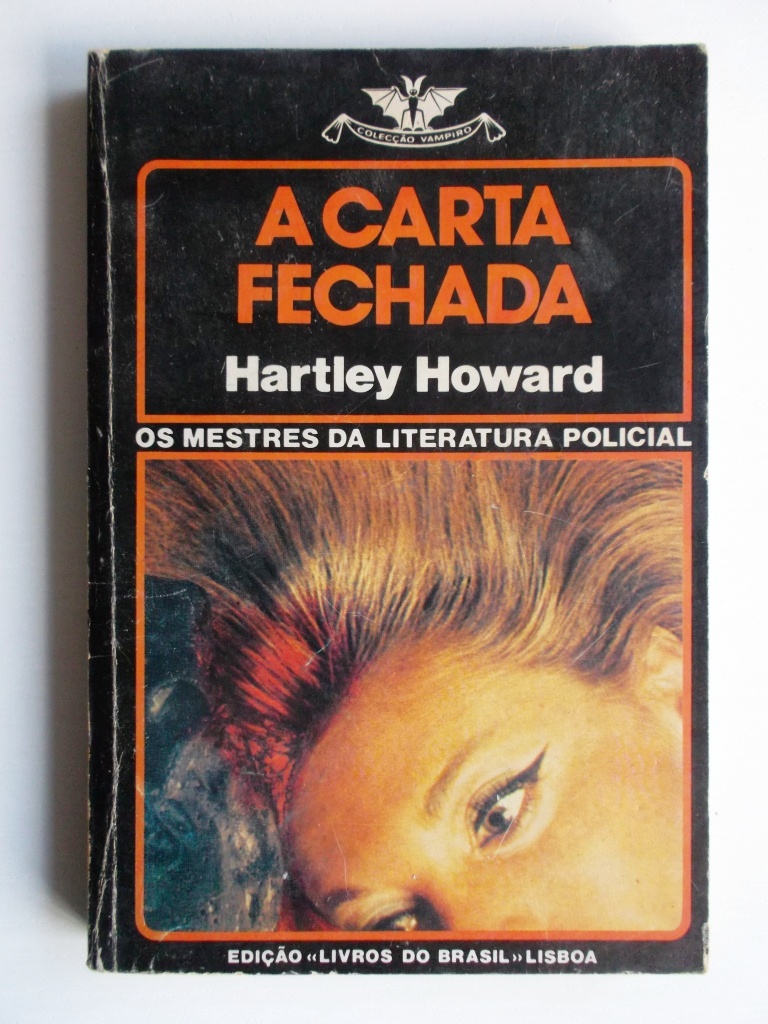 COLECÇÃO VAMPIRO
A CARTA
FECHADA
Hartley Howard
OS MESTRES DA LITERATURA POLICIAL
EDIÇÃO «LIVROS DO BRASIL» LISBOA